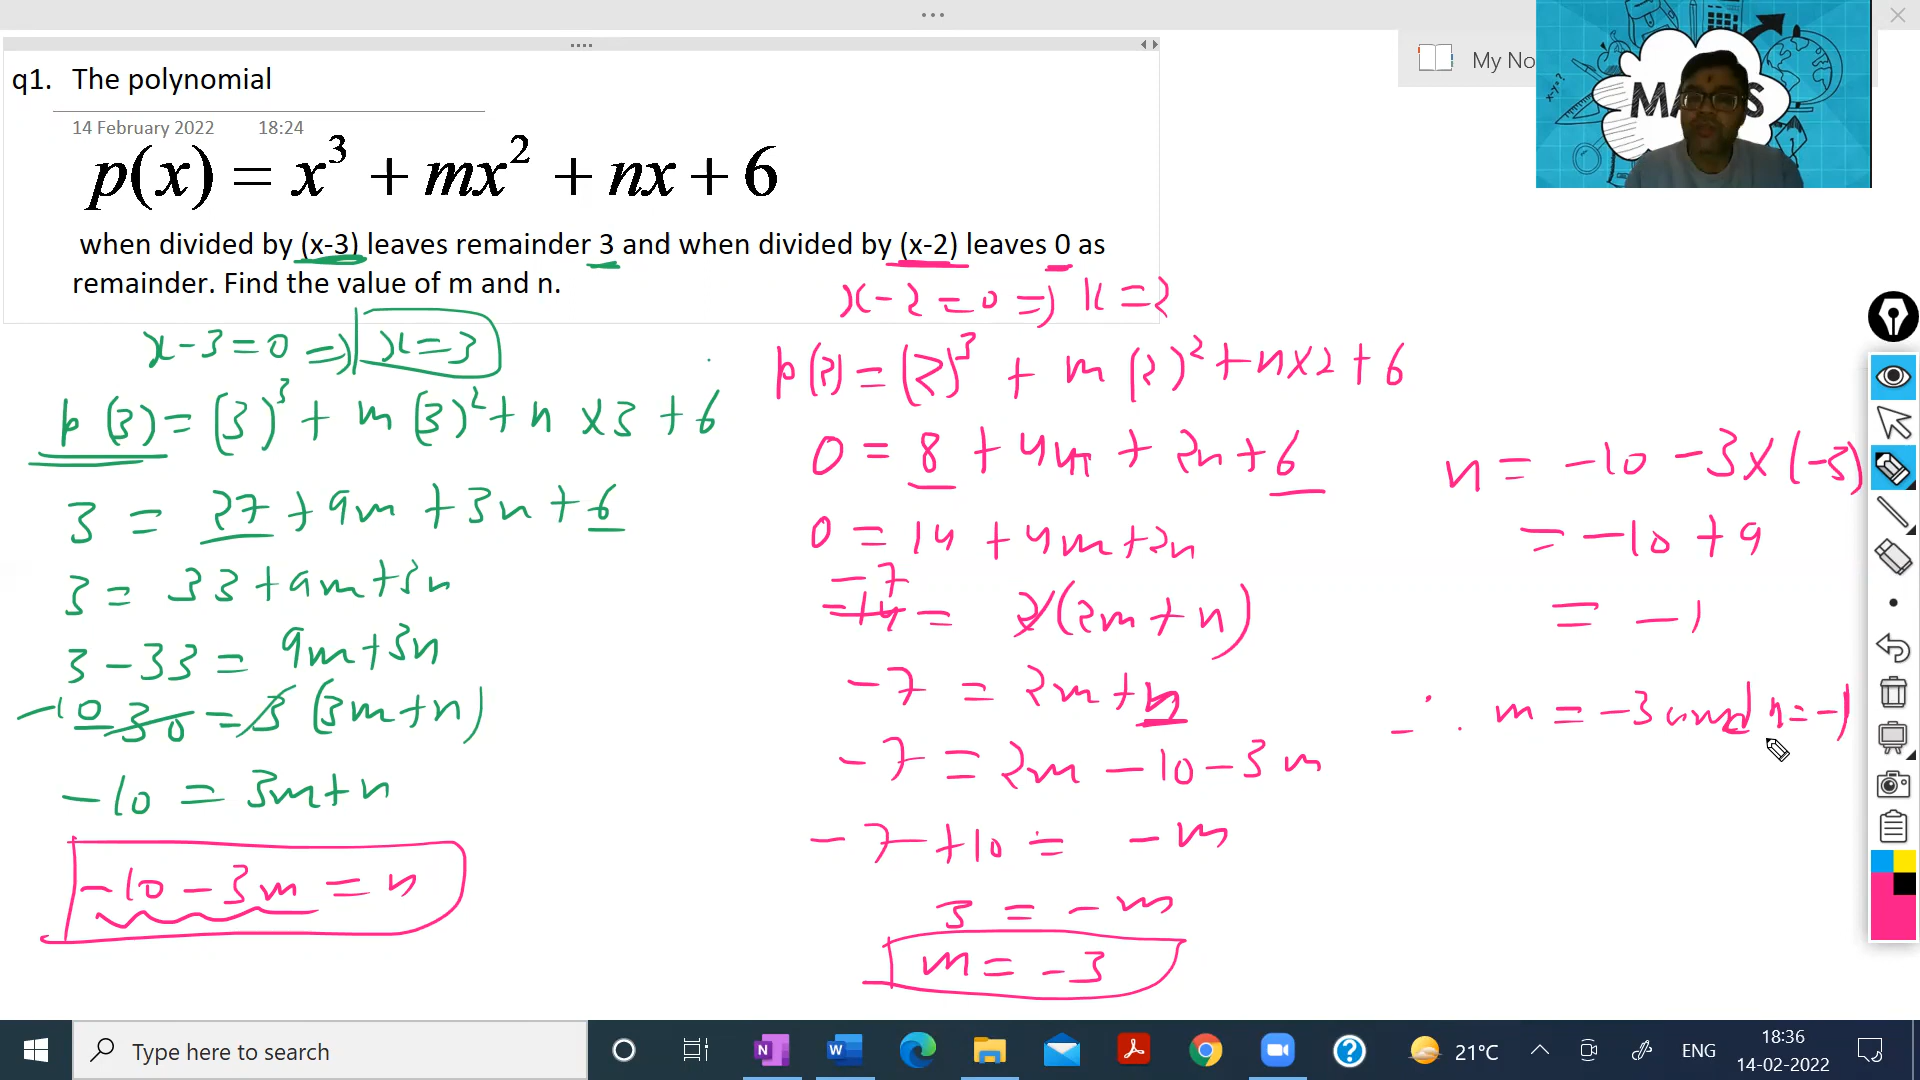 q1. The polynomial
14 February 2022 18:24
p(x) = x³ + mx² + nx + 6
when divided by (x-3) leaves remainder 3 and when divided by (x-2) leaves 0 as
remainder. Find the value of m and n.
x-3=0 => x=3
p(3) = (3)³ + m(3)² + n×3 + 6
3 = 27 + 9m + 3n + 6
3 = 33 + 9m + 3n
3 - 33 = 9m + 3n
-10 30 = 3(3m+n)
-10 = 3m+n
-10 - 3m = n
x-2=0 => x=2
p(2) = (2)³ + m(2)² + n×2 + 6
0 = 8 + 4m + 2n + 6
0 = 14 + 4m + 2n
-7
-14 = 2(2m+n)
-7 = 2m + n
-7 = 2m - 10 - 3m
-7 + 10 = -m
3 = -m
m = -3
n = -10 - 3×(-3)
= -10 + 9
= -1
∴ m = -3 and n = -1
My No
MA S
Type here to search
21°C
ENG
18:36
14-02-2022